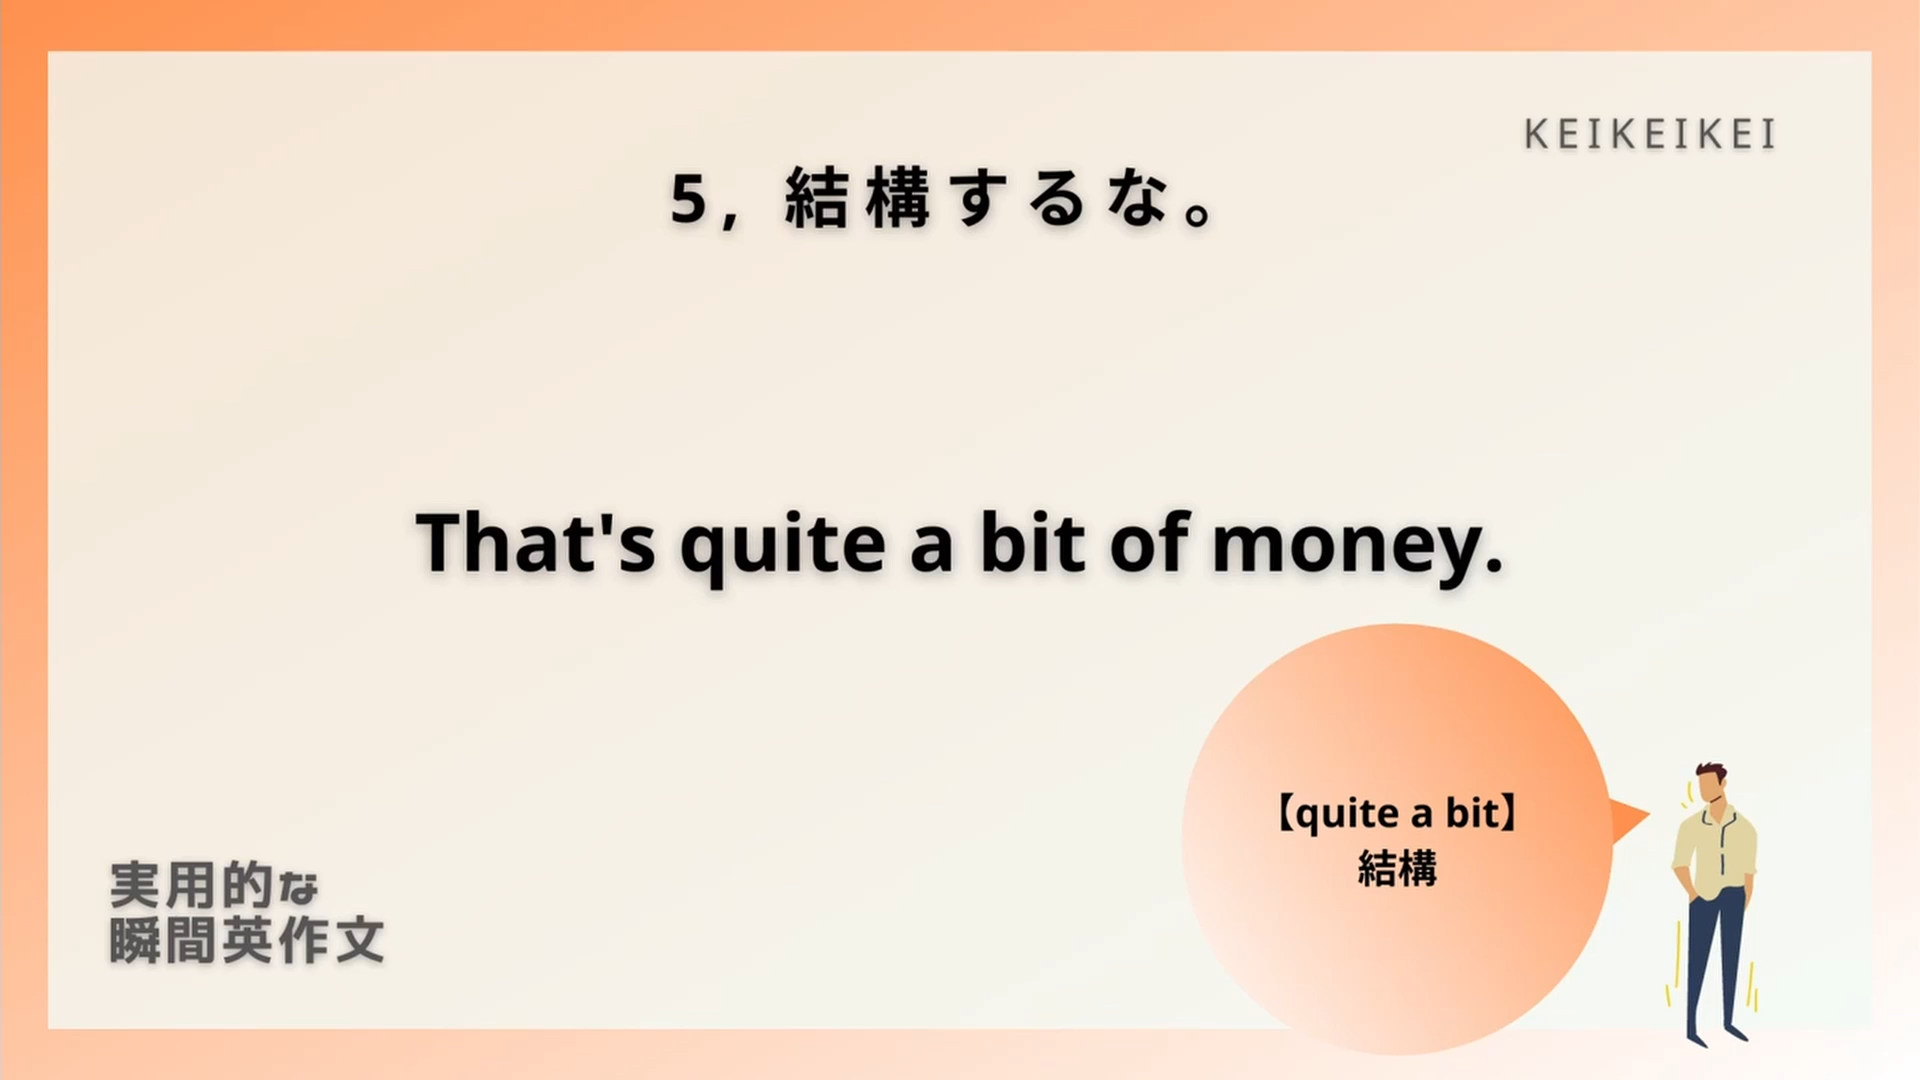 KEIKEIKEI
5, 結構するな。
That's quite a bit of money.
【quite a bit】
結構
実用的な
瞬間英作文